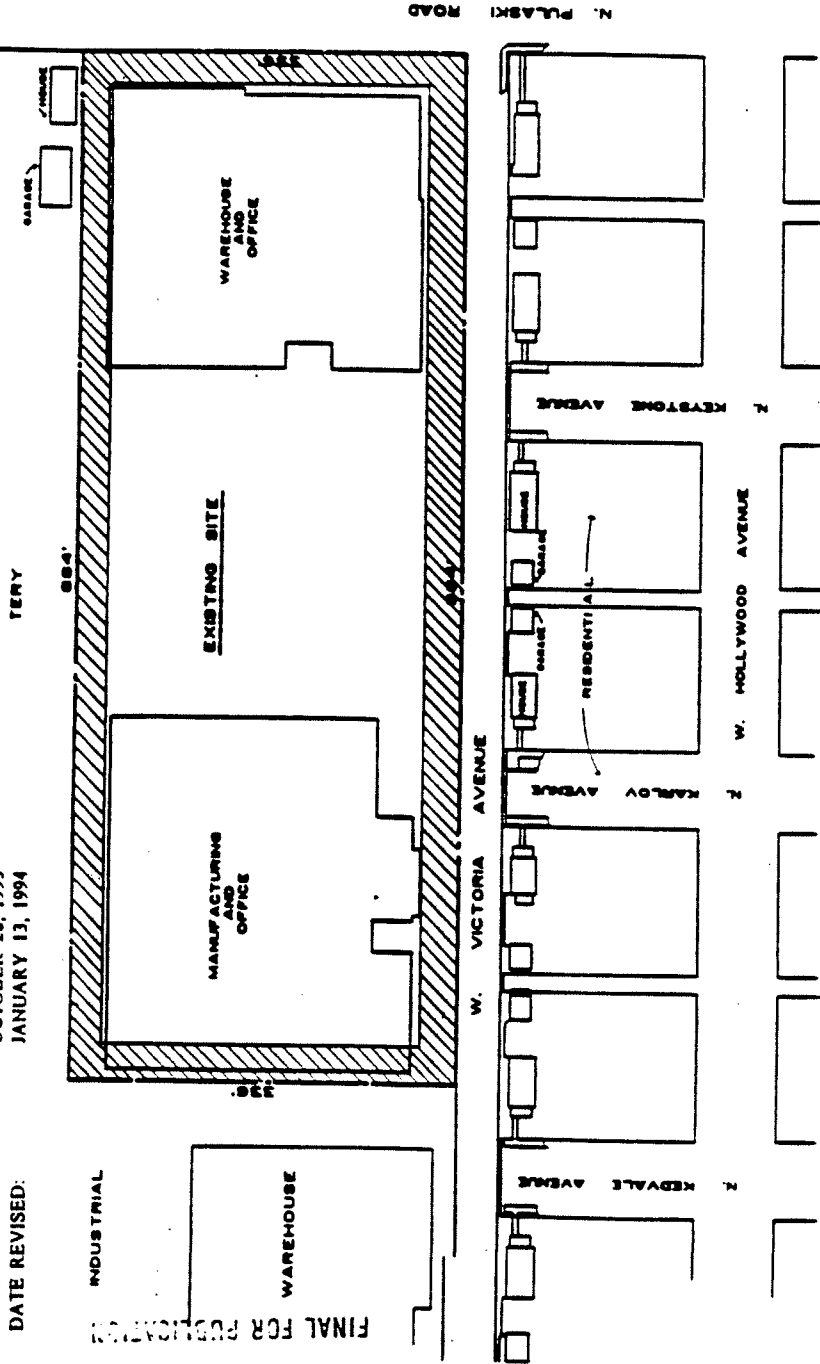 DATE REVISED:
JANUARY 13, 1994
TERY
INDUSTRIAL
WAREHOUSE
FINAL FOR PUBLICATION
MANUFACTURING
AND
OFFICE
EXISTING SITE
WAREHOUSE
AND
OFFICE
GARAGE
HOUSE
664'
W. VICTORIA AVENUE
N. PULASKI ROAD
N. KEDVALE AVENUE
N. KARLOV AVENUE
N. KEYSTONE AVENUE
HOUSE
GARAGE
GARAGE
HOUSE
RESIDENTIAL
W. HOLLYWOOD AVENUE